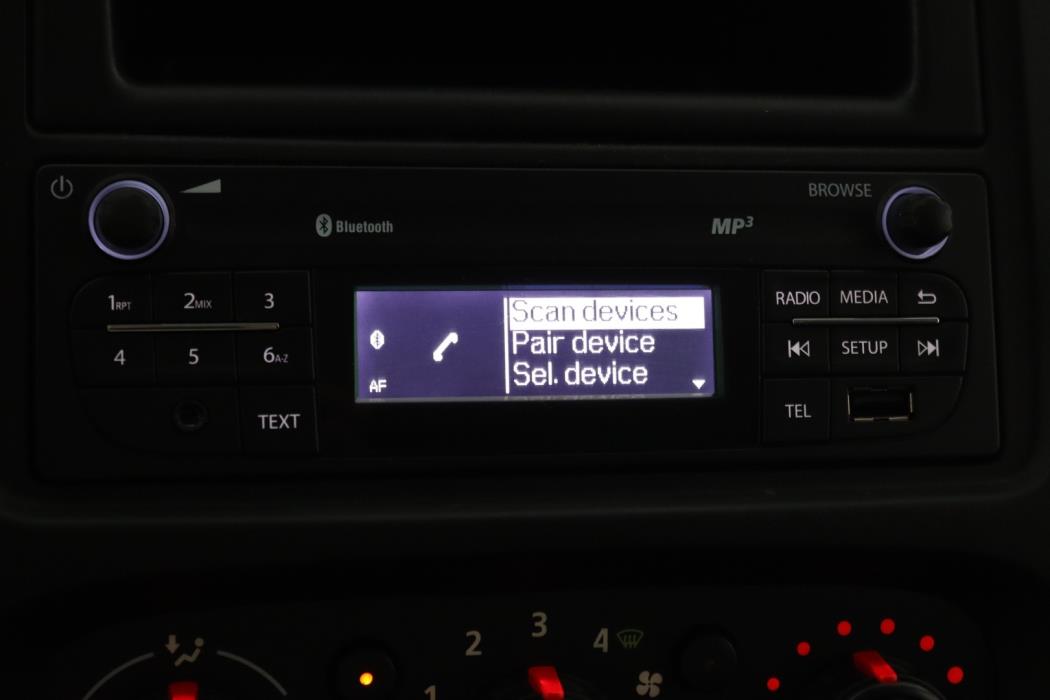 BROWSE
Bluetooth
MP3
1RPT
2MIX
3
4
5
6A-Z
TEXT
AF
Scan devices
Pair device
Sel. device
RADIO
MEDIA
SETUP
TEL
1
2
3
4